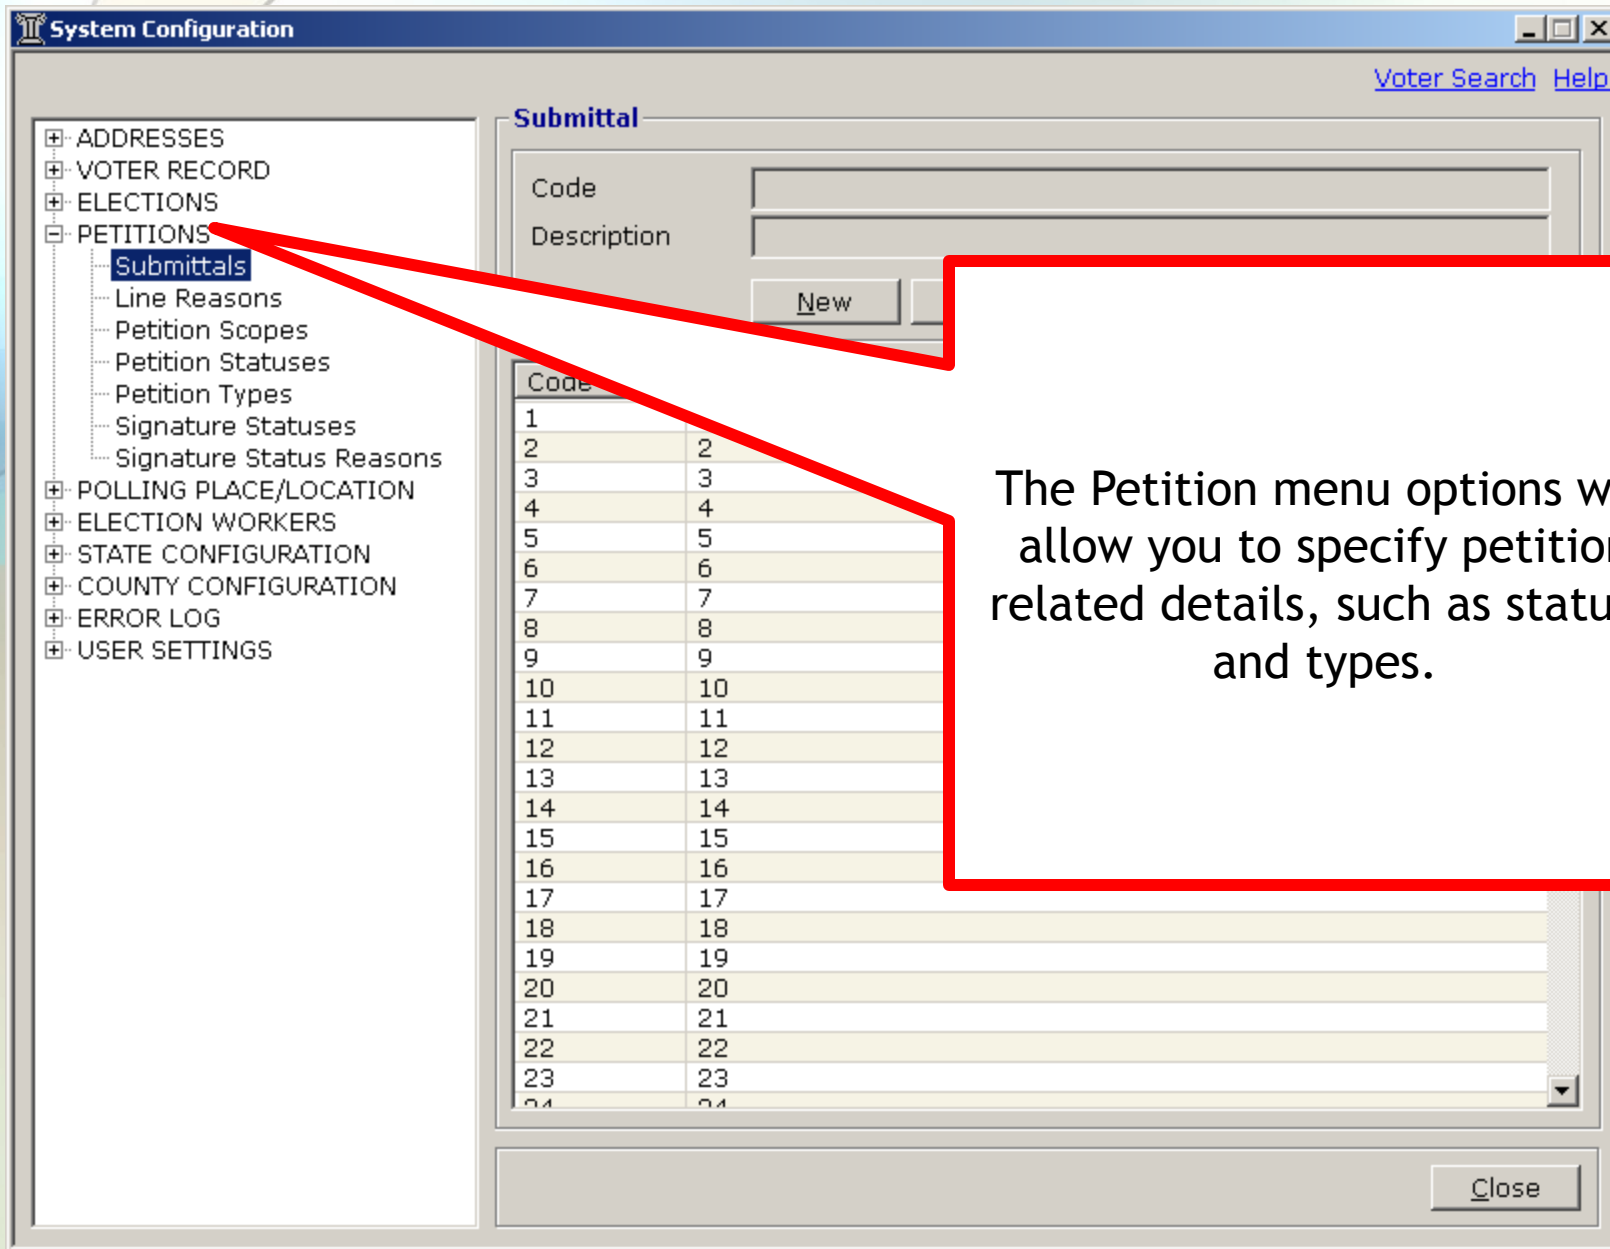 System Configuration
Voter Search Help
ADDRESSES
VOTER RECORD
ELECTIONS
PETITIONS
Submittals
Line Reasons
Petition Scopes
Petition Statuses
Petition Types
Signature Statuses
Signature Status Reasons
POLLING PLACE/LOCATION
ELECTION WORKERS
STATE CONFIGURATION
COUNTY CONFIGURATION
ERROR LOG
USER SETTINGS
Submittal
Code
Description
New
Code
1
2 2
3 3
4 4
5 5
6 6
7 7
8 8
9 9
10 10
11 11
12 12
13 13
14 14
15 15
16 16
17 17
18 18
19 19
20 20
21 21
22 22
23 23
24 24
The Petition menu options
allow you to specify
related details, such as
and types.
Close